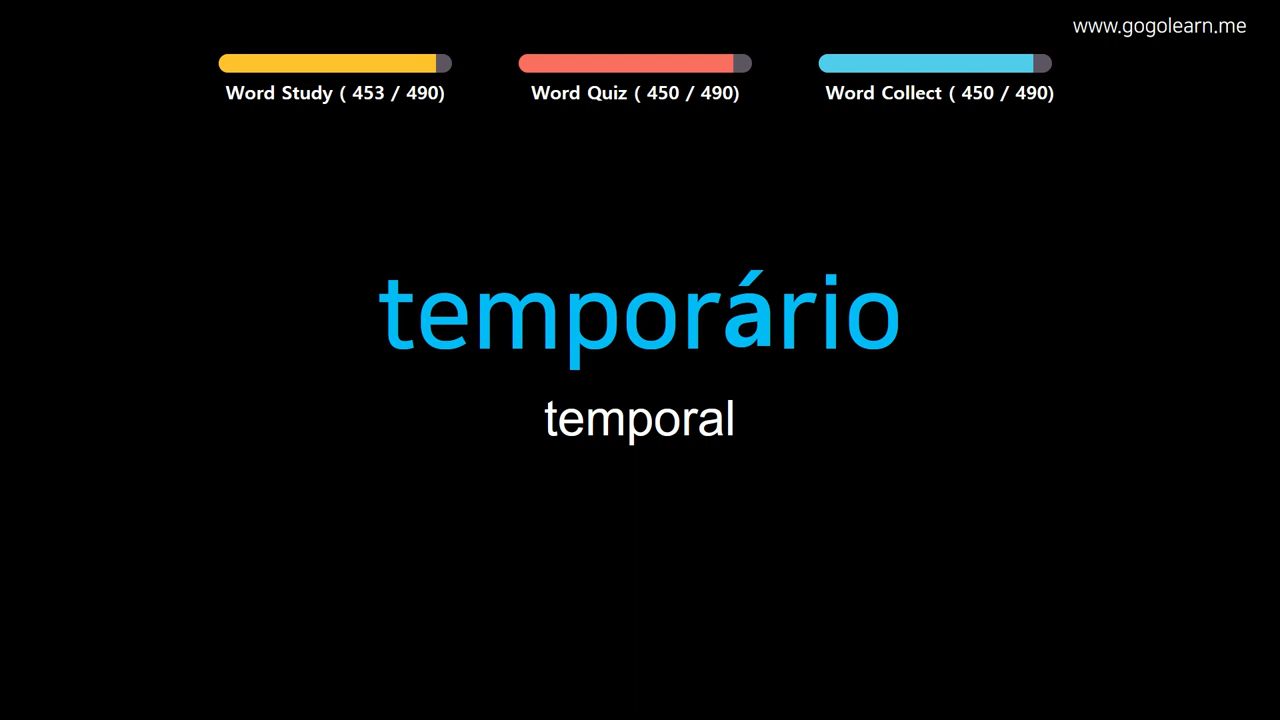 www.gogolearn.me
Word Study ( 453 / 490)
Word Quiz ( 450 / 490)
Word Collect ( 450 / 490)
temporário
temporal